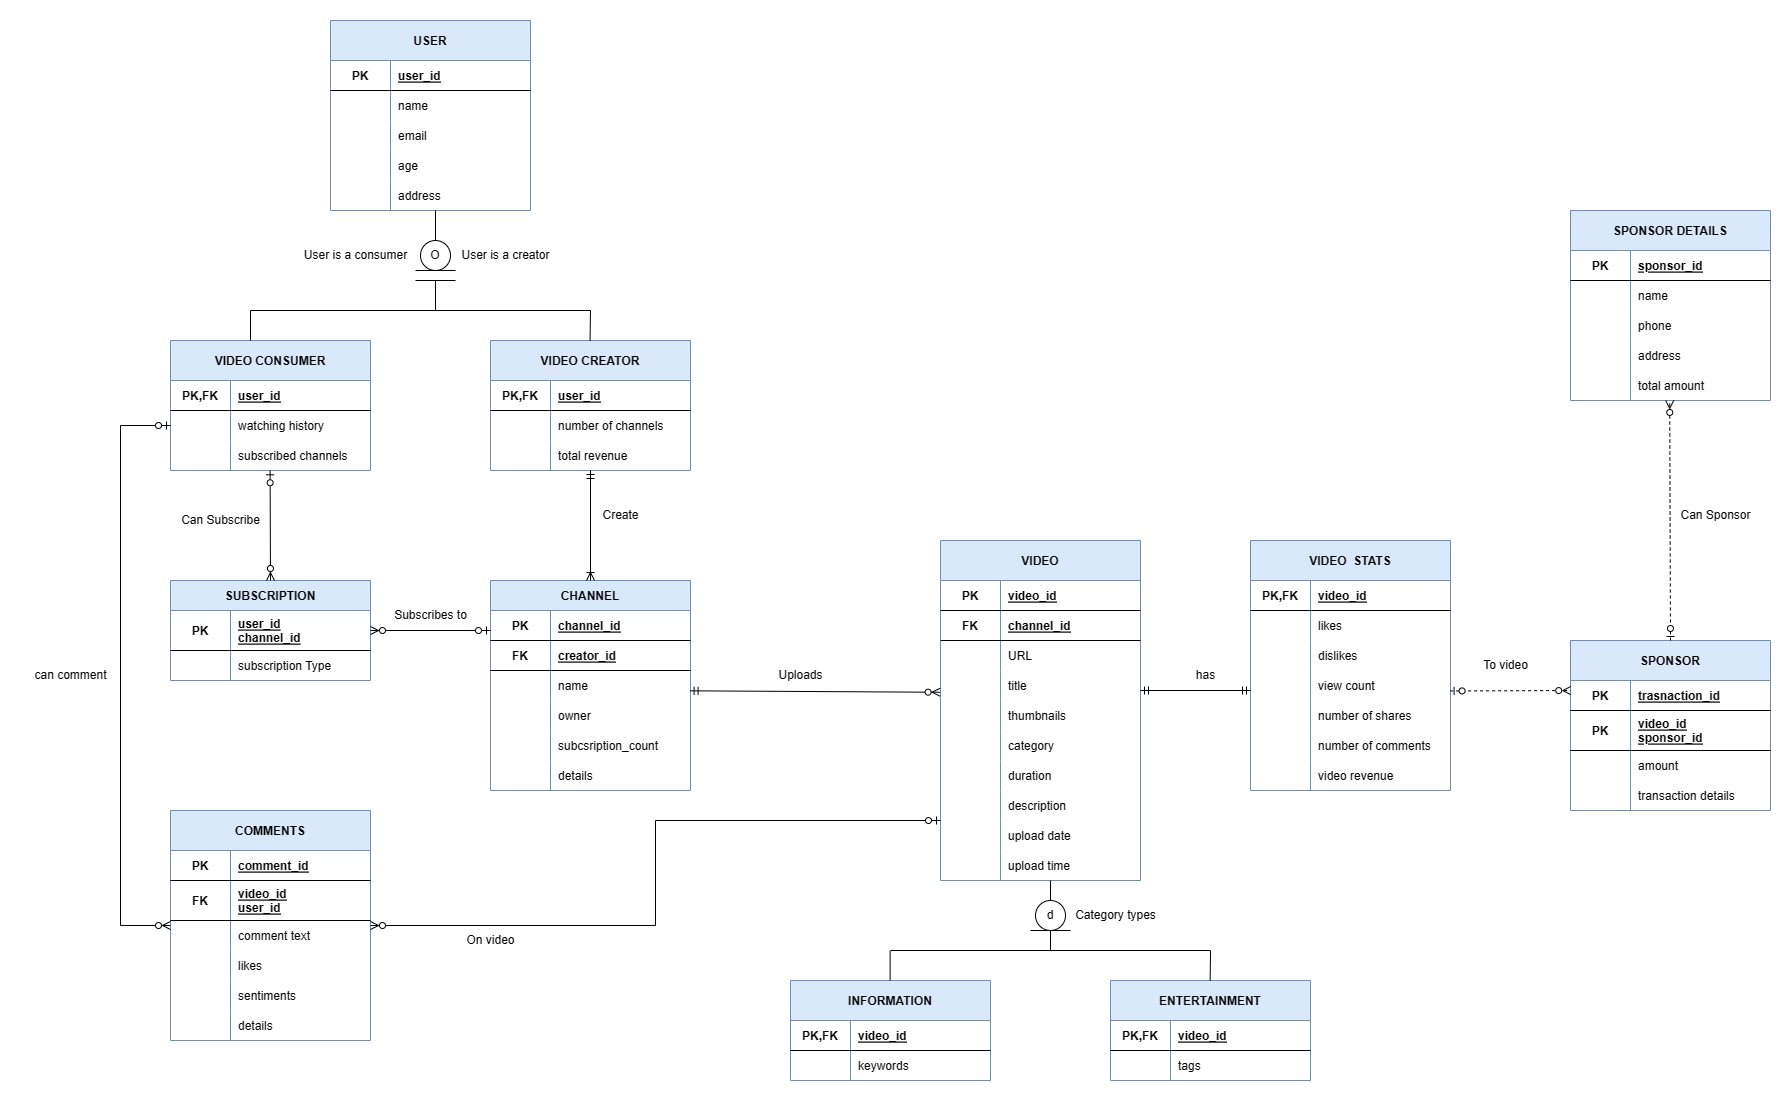 USER
PK user_id
name
email
age
address
User is a consumer
O
User is a creator
VIDEO CONSUMER
PK,FK user_id
watching history
subscribed channels
VIDEO CREATOR
PK,FK user_id
number of channels
total revenue
SPONSOR DETAILS
PK sponsor_id
name
phone
address
total amount
Can Subscribe
Create
Can Sponsor
SUBSCRIPTION
PK user_id
channel_id
subscription Type
Subscribes to
CHANNEL
PK channel_id
FK creator_id
name
owner
subcsription_count
details
Uploads
VIDEO
PK video_id
FK channel_id
URL
title
thumbnails
category
duration
description
upload date
upload time
has
VIDEO STATS
PK,FK video_id
likes
dislikes
view count
number of shares
number of comments
video revenue
To video
SPONSOR
PK trasnaction_id
PK video_id
sponsor_id
amount
transaction details
can comment
COMMENTS
PK comment_id
FK video_id
user_id
comment text
likes
sentiments
details
On video
d
Category types
INFORMATION
PK,FK video_id
keywords
ENTERTAINMENT
PK,FK video_id
tags